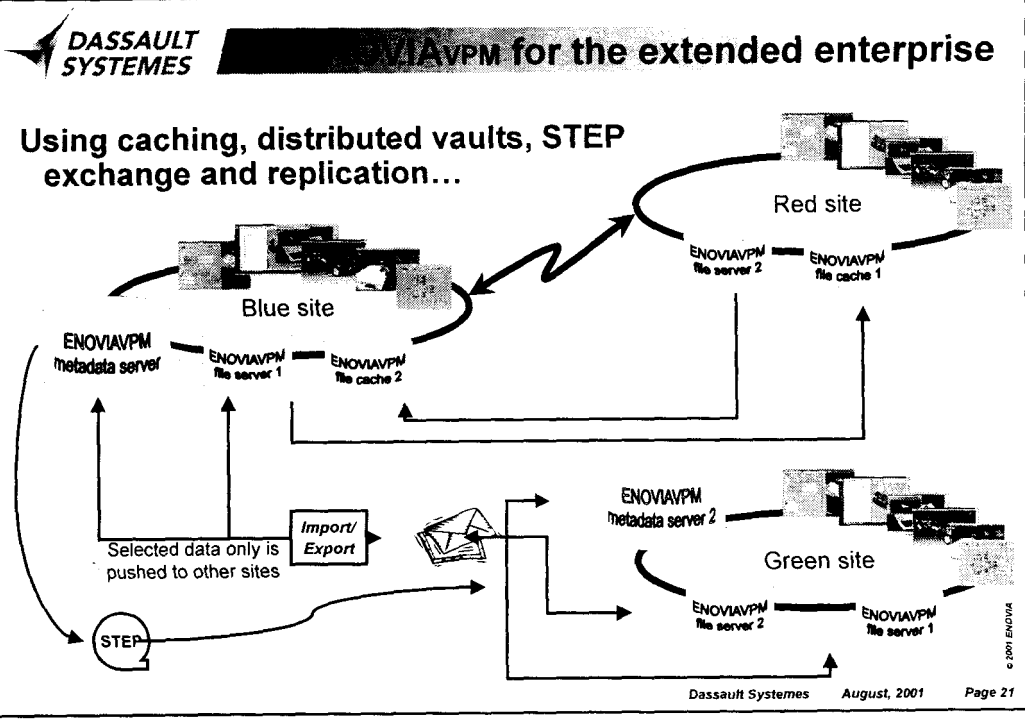 DASSAULT
SYSTEMES
OVIAVPM for the extended enterprise
Using caching, distributed vaults, STEP
exchange and replication...
Red site
ENOVIAVPM
file server 2
ENOVIAVPM
file cache 1
Blue site
ENOVIAVPM
metadata server
ENOVIAVPM
file server 1
ENOVIAVPM
file cache 2
Import/
Export
Selected data only is
pushed to other sites
STEP
ENOVIAVPM
metadata server 2
Green site
ENOVIAVPM
file server 2
ENOVIAVPM
file server 1
© 2001 ENOVIA
Dassault Systemes August, 2001 Page 21